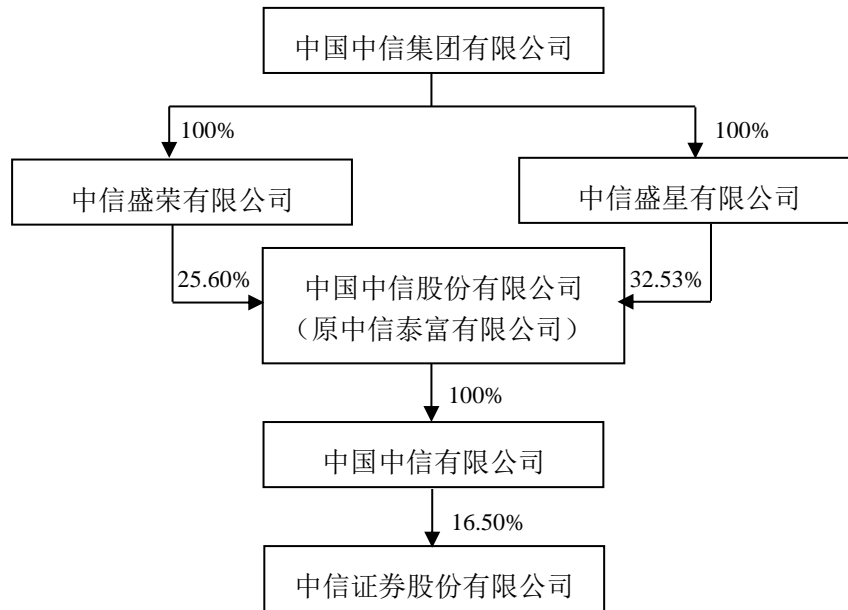 中国中信集团有限公司
100%
100%
中信盛荣有限公司
中信盛星有限公司
25.60%
中国中信股份有限公司
（原中信泰富有限公司）
32.53%
100%
中国中信有限公司
16.50%
中信证券股份有限公司